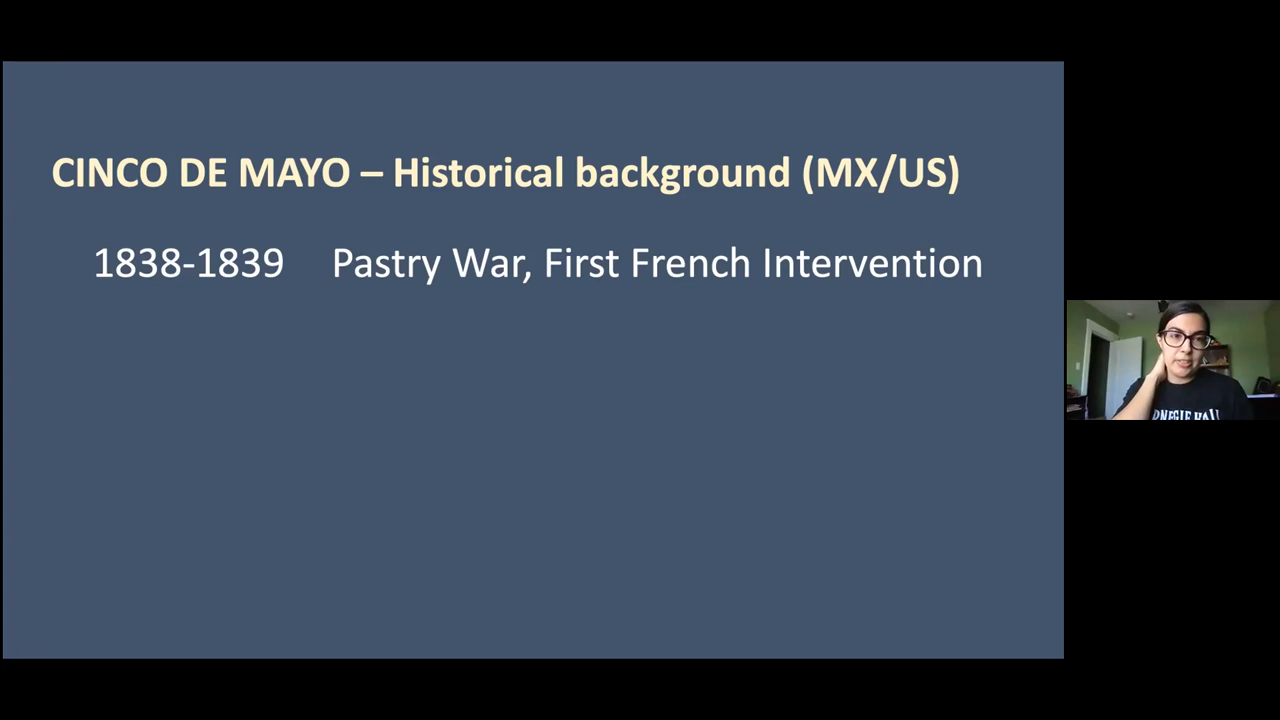 CINCO DE MAYO – Historical background (MX/US)
1838-1839 Pastry War, First French Intervention